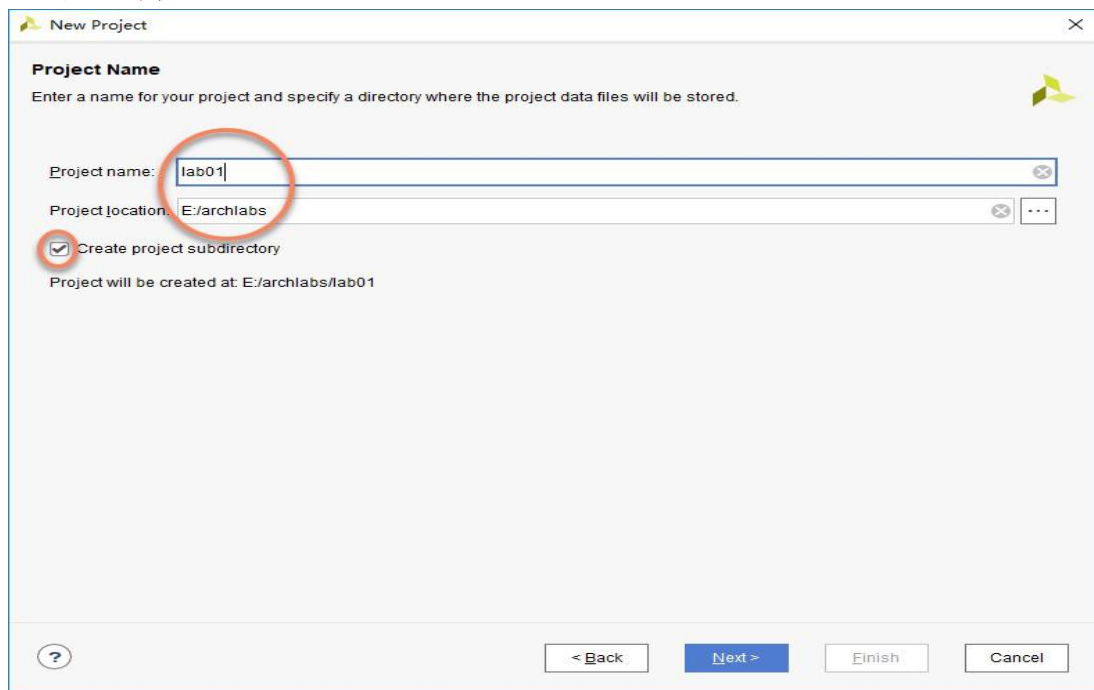 New Project
Project Name
Enter a name for your project and specify a directory where the project data files will be stored.
Project name: lab01
Project location: E:/archlabs
...
Create project subdirectory
Project will be created at: E:/archlabs/lab01
? < Back Next > Finish Cancel